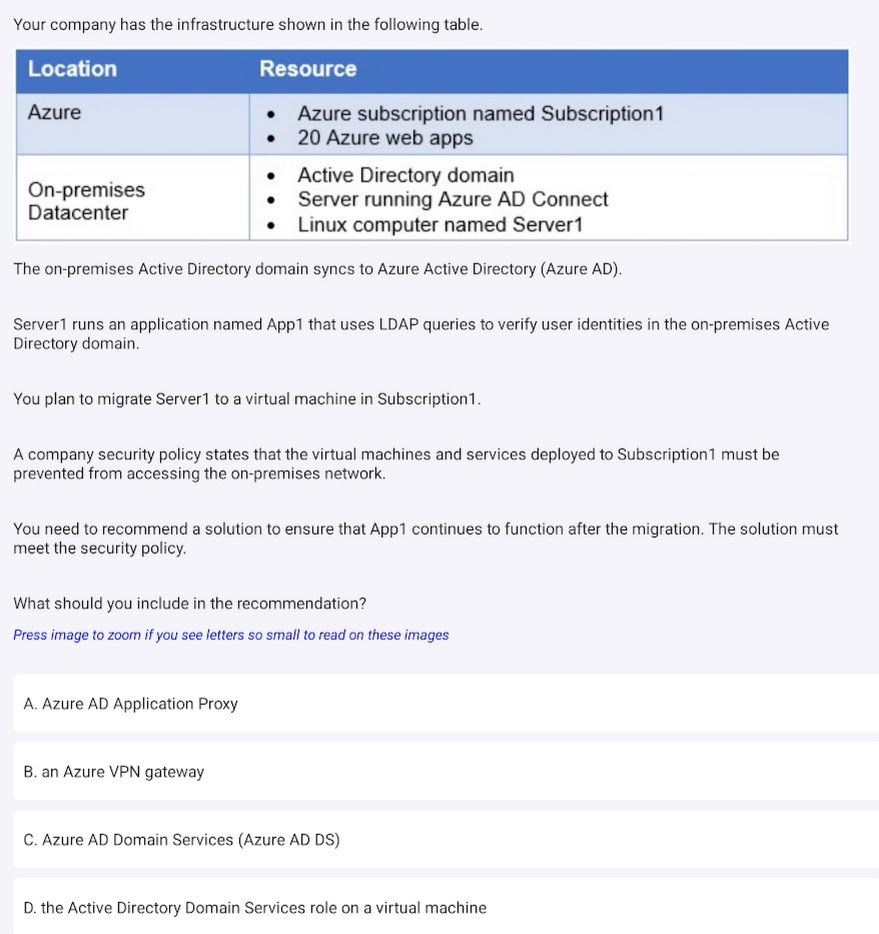 Your company has the infrastructure shown in the following table.
Location Resource
Azure
• Azure subscription named Subscription1
• 20 Azure web apps
On-premises
Datacenter
• Active Directory domain
• Server running Azure AD Connect
• Linux computer named Server1
The on-premises Active Directory domain syncs to Azure Active Directory (Azure AD).
Server1 runs an application named App1 that uses LDAP queries to verify user identities in the on-premises Active
Directory domain.
You plan to migrate Server1 to a virtual machine in Subscription1.
A company security policy states that the virtual machines and services deployed to Subscription1 must be
prevented from accessing the on-premises network.
You need to recommend a solution to ensure that App1 continues to function after the migration. The solution must
meet the security policy.
What should you include in the recommendation?
Press image to zoom if you see letters so small to read on these images
A. Azure AD Application Proxy
B. an Azure VPN gateway
C. Azure AD Domain Services (Azure AD DS)
D. the Active Directory Domain Services role on a virtual machine